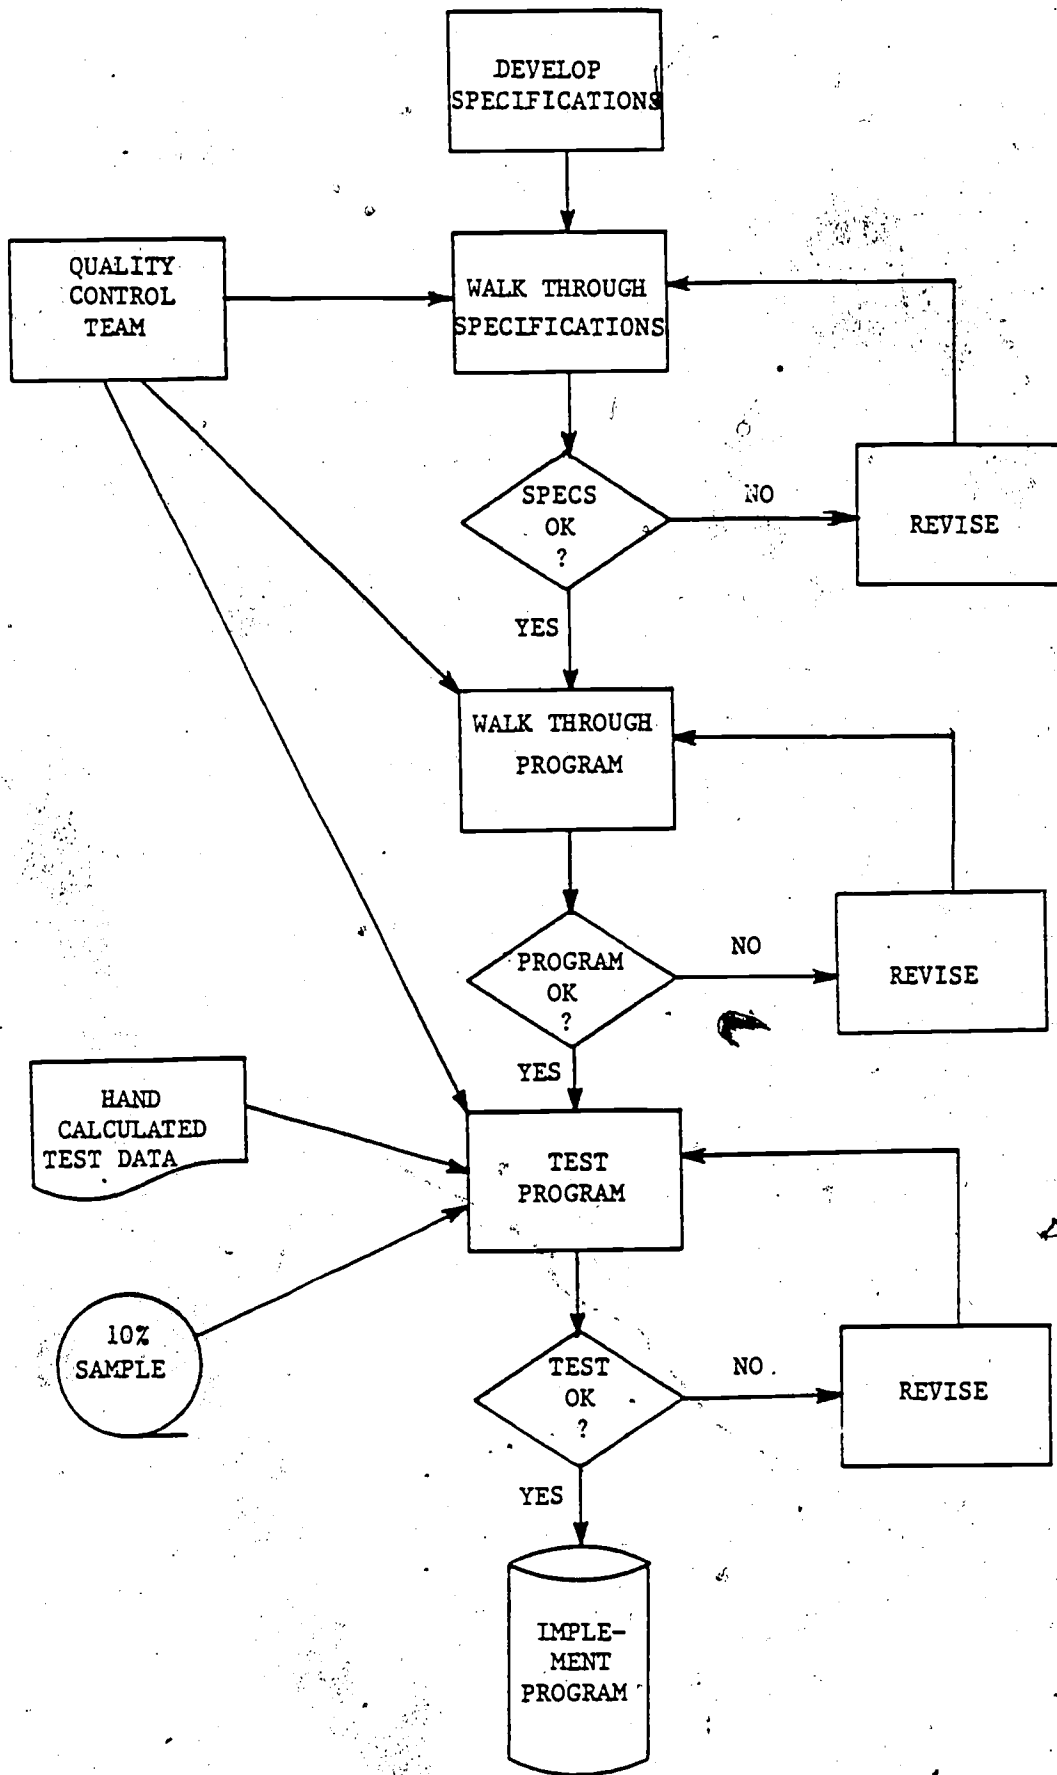 DEVELOP
SPECIFICATIONS
QUALITY
CONTROL
TEAM
WALK THROUGH
SPECIFICATIONS
SPECS
OK
?
NO
REVISE
YES
WALK THROUGH
PROGRAM
PROGRAM
OK
?
NO
REVISE
YES
HAND
CALCULATED
TEST DATA
TEST
PROGRAM
10%
SAMPLE
TEST
OK
?
NO
REVISE
YES
IMPLE-
MENT
PROGRAM